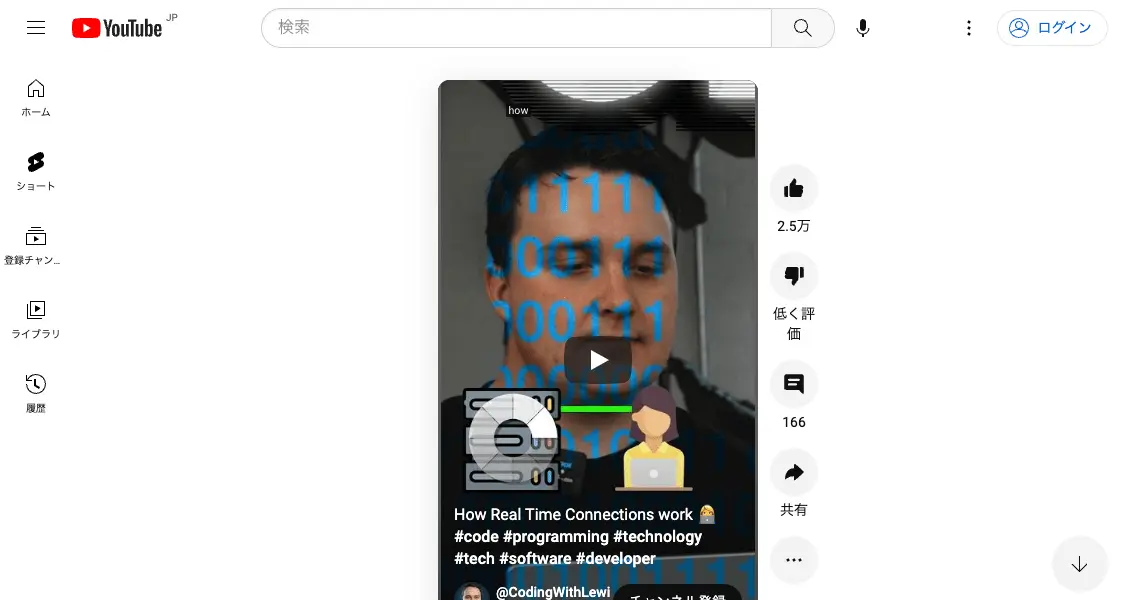 YouTube JP
検索
ログイン
ホーム
ショート
登録チャン...
ライブラリ
履歴
how
11111
000111
000111
2.5万
低く評
価
166
共有
How Real Time Connections work
#code #programming #technology
#tech #software #developer
@CodingWithLewi
チャンネル登録